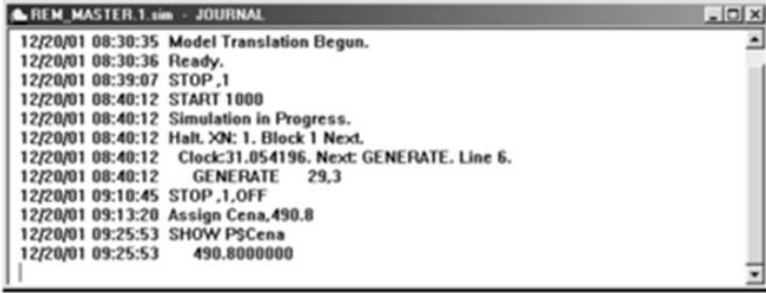 REM_MASTER.1.sim - JOURNAL
12/20/01 08:30:35 Model Translation Begun.
12/20/01 08:30:36 Ready.
12/20/01 08:39:07 STOP ,1
12/20/01 08:40:12 START 1000
12/20/01 08:40:12 Simulation in Progress.
12/20/01 08:40:12 Halt. XN: 1. Block 1 Next.
12/20/01 08:40:12 Clock:31.054196. Next: GENERATE. Line 6.
12/20/01 08:40:12 GENERATE 29,3
12/20/01 09:10:45 STOP ,1,OFF
12/20/01 09:13:20 Assign Cena,490.8
12/20/01 09:25:53 SHOW P$Cena
12/20/01 09:25:53 490.8000000